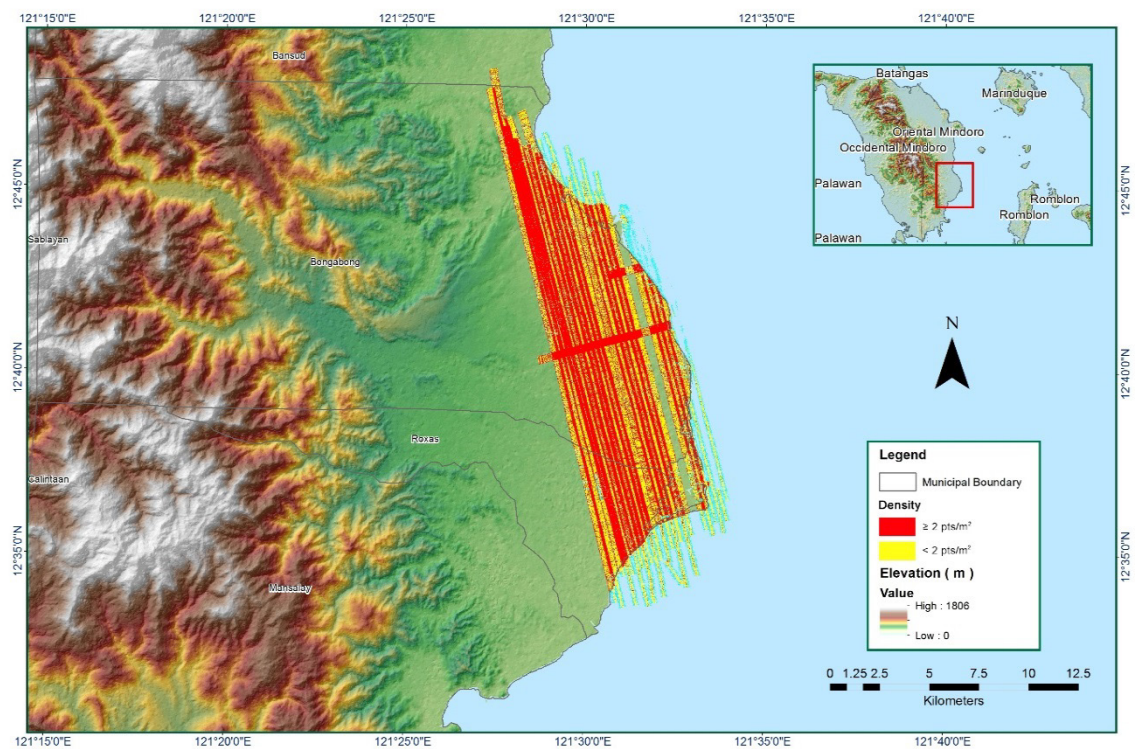 121°15'0"E
121°20'0"E
121°25'0"E
121°30'0"E
121°35'0"E
121°40'0"E
Bansud
Batangas
Marinduque
Oriental Mindoro
Occidental Mindoro
Palawan
Romblon
Romblon
Palawan
12°45'0"N
12°45'0"N
Sablayan
Bongabong
N
12°40'0"N
12°40'0"N
Roxas
Calintaan
Legend
Municipal Boundary
Density
≥ 2 pts/m²
< 2 pts/m²
Elevation ( m )
Value
High : 1806
Low : 0
12°35'0"N
12°35'0"N
Mansalay
0 1.25 2.5 5 7.5 10 12.5
Kilometers
121°15'0"E
121°20'0"E
121°25'0"E
121°30'0"E
121°35'0"E
121°40'0"E